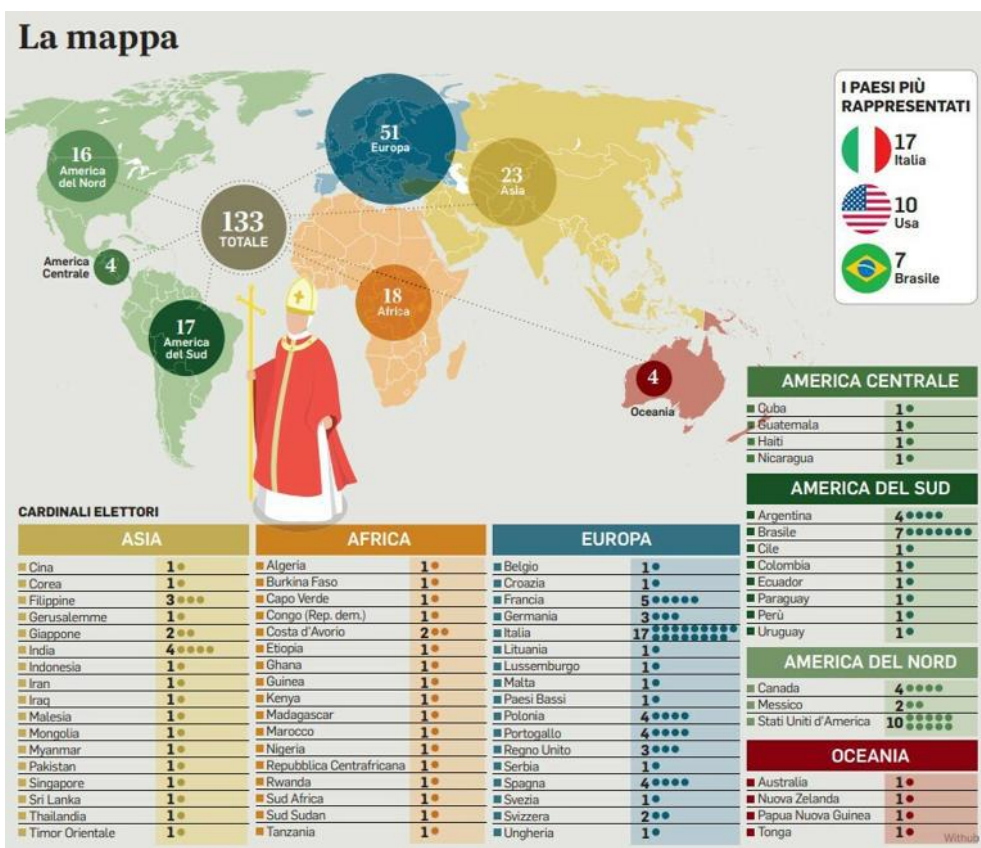 La mappa
16
America
del Nord
51
Europa
23
Asia
133
TOTALE
America
Centrale
4
17
America
del Sud
18
Africa
4
Oceania
I PAESI PIÙ
RAPPRESENTATI
17
Italia
10
Usa
7
Brasile
CARDINALI ELETTORI
ASIA
Cina 1
Corea 1
Filippine 3
Gerusalemme 1
Giappone 2
India 4
Indonesia 1
Iran 1
Iraq 1
Malesia 1
Mongolia 1
Myanmar 1
Pakistan 1
Singapore 1
Sri Lanka 1
Thailandia 1
Timor Orientale 1
AFRICA
Algeria 1
Burkina Faso 1
Capo Verde 1
Congo (Rep. dem.) 1
Costa d'Avorio 2
Etiopia 1
Ghana 1
Guinea 1
Kenya 1
Madagascar 1
Marocco 1
Nigeria 1
Repubblica Centrafricana 1
Rwanda 1
Sud Africa 1
Sud Sudan 1
Tanzania 1
EUROPA
Belgio 1
Croazia 1
Francia 5
Germania 3
Italia 17
Lituania 1
Lussemburgo 1
Malta 1
Paesi Bassi 1
Polonia 4
Portogallo 4
Regno Unito 3
Serbia 1
Spagna 4
Svezia 1
Svizzera 2
Ungheria 1
AMERICA CENTRALE
Cuba 1
Guatemala 1
Haiti 1
Nicaragua 1
AMERICA DEL SUD
Argentina 4
Brasile 7
Cile 1
Colombia 1
Ecuador 1
Paraguay 1
Perù 1
Uruguay 1
AMERICA DEL NORD
Canada 4
Messico 2
Stati Uniti d'America 10
OCEANIA
Australia 1
Nuova Zelanda 1
Papua Nuova Guinea 1
Tonga 1
Withub